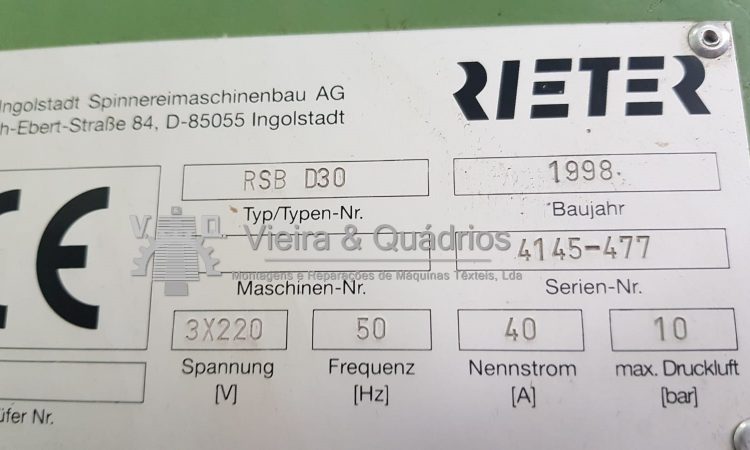 RIETER
Ingolstadt Spinnereimaschinenbau AG
h-Ebert-Straße 84, D-85055 Ingolstadt
RSB D30
1998
Typ/Typen-Nr.
Baujahr
CE
V. & Q.
Vieira & Quádrios
Montagens e Reparações de Máquinas Têxteis, Lda
4145-477
Maschinen-Nr.
Serien-Nr.
3X220
50
40
10
Spannung
[V]
Frequenz
[Hz]
Nennstrom
[A]
max. Druckluft
[bar]
üfer Nr.